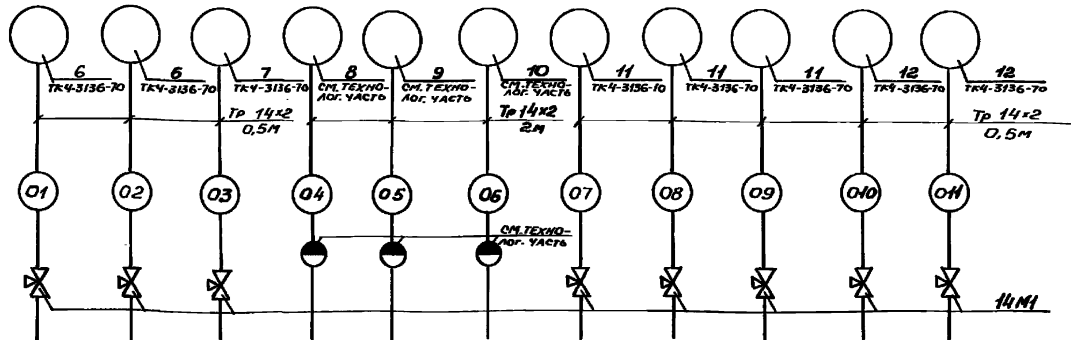 6 6 7 8 9 10 11 11 11 12 12
ТК4-3136-70 ТК4-3136-70 ТК4-3136-70 СМ. ТЕХНО- СМ. ТЕХНО- СМ. ТЕХНО- ТК4-3136-70 ТК4-3136-70 ТК4-3136-70 ТК4-3136-70 ТК4-3136-70
ЛОГ. ЧАСТЬ ЛОГ. ЧАСТЬ ЛОГ. ЧАСТЬ
Тр 14×2 Тр 14×2 Тр 14×2
0,5м 2м 0,5м
01 02 03 04 05 06 07 08 09 010 011
СМ. ТЕХНО-
ЛОГ. ЧАСТЬ
14М1